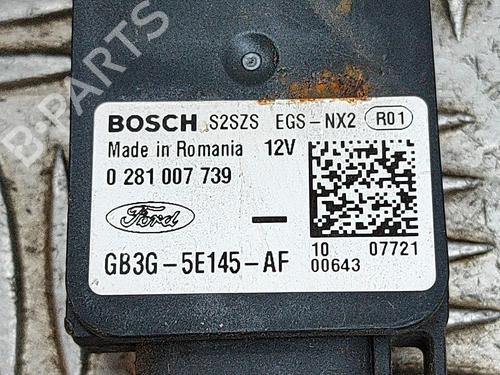 B-PARTS
BOSCH S2SZS EGS-NX2 R01
Made in Romania 12V
0 281 007 739
Ford
GB3G-5E145-AF
10 07721
00643